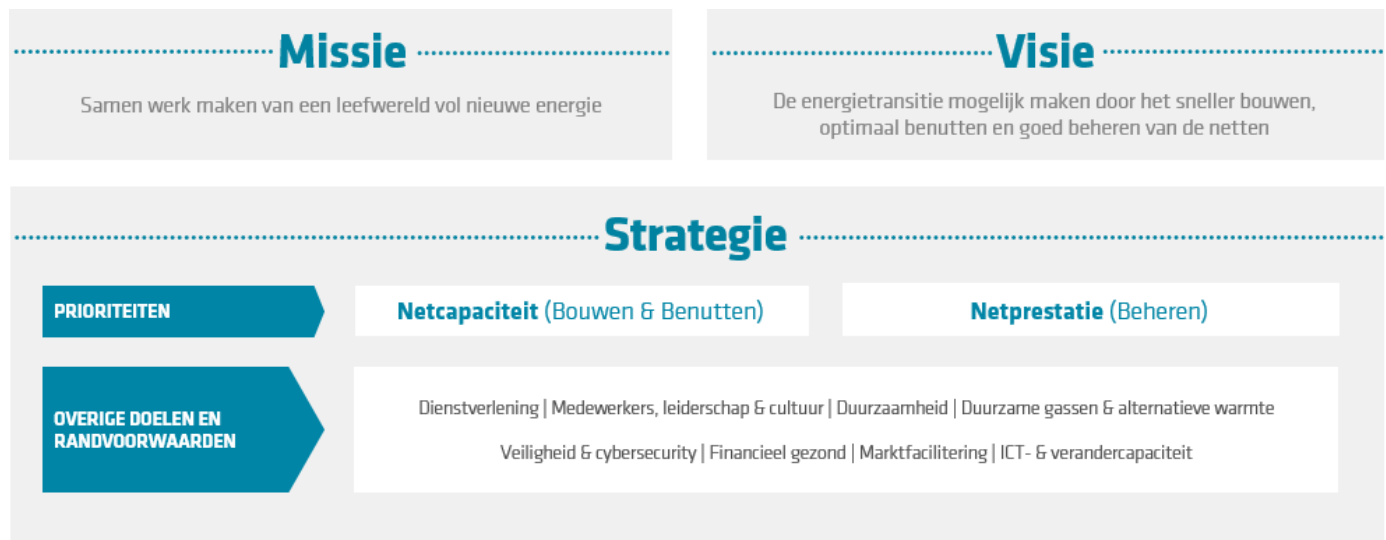 Missie
Samen werk maken van een leefwereld vol nieuwe energie
Visie
De energietransitie mogelijk maken door het sneller bouwen,
optimaal benutten en goed beheren van de netten
Strategie
PRIORITEITEN
Netcapaciteit (Bouwen & Benutten)
Netprestatie (Beheren)
OVERIGE DOELEN EN
RANDVOORWAARDEN
Dienstverlening | Medewerkers, leiderschap & cultuur | Duurzaamheid | Duurzame gassen & alternatieve warmte
Veiligheid & cybersecurity | Financieel gezond | Marktfacilitering | ICT- & verandercapaciteit